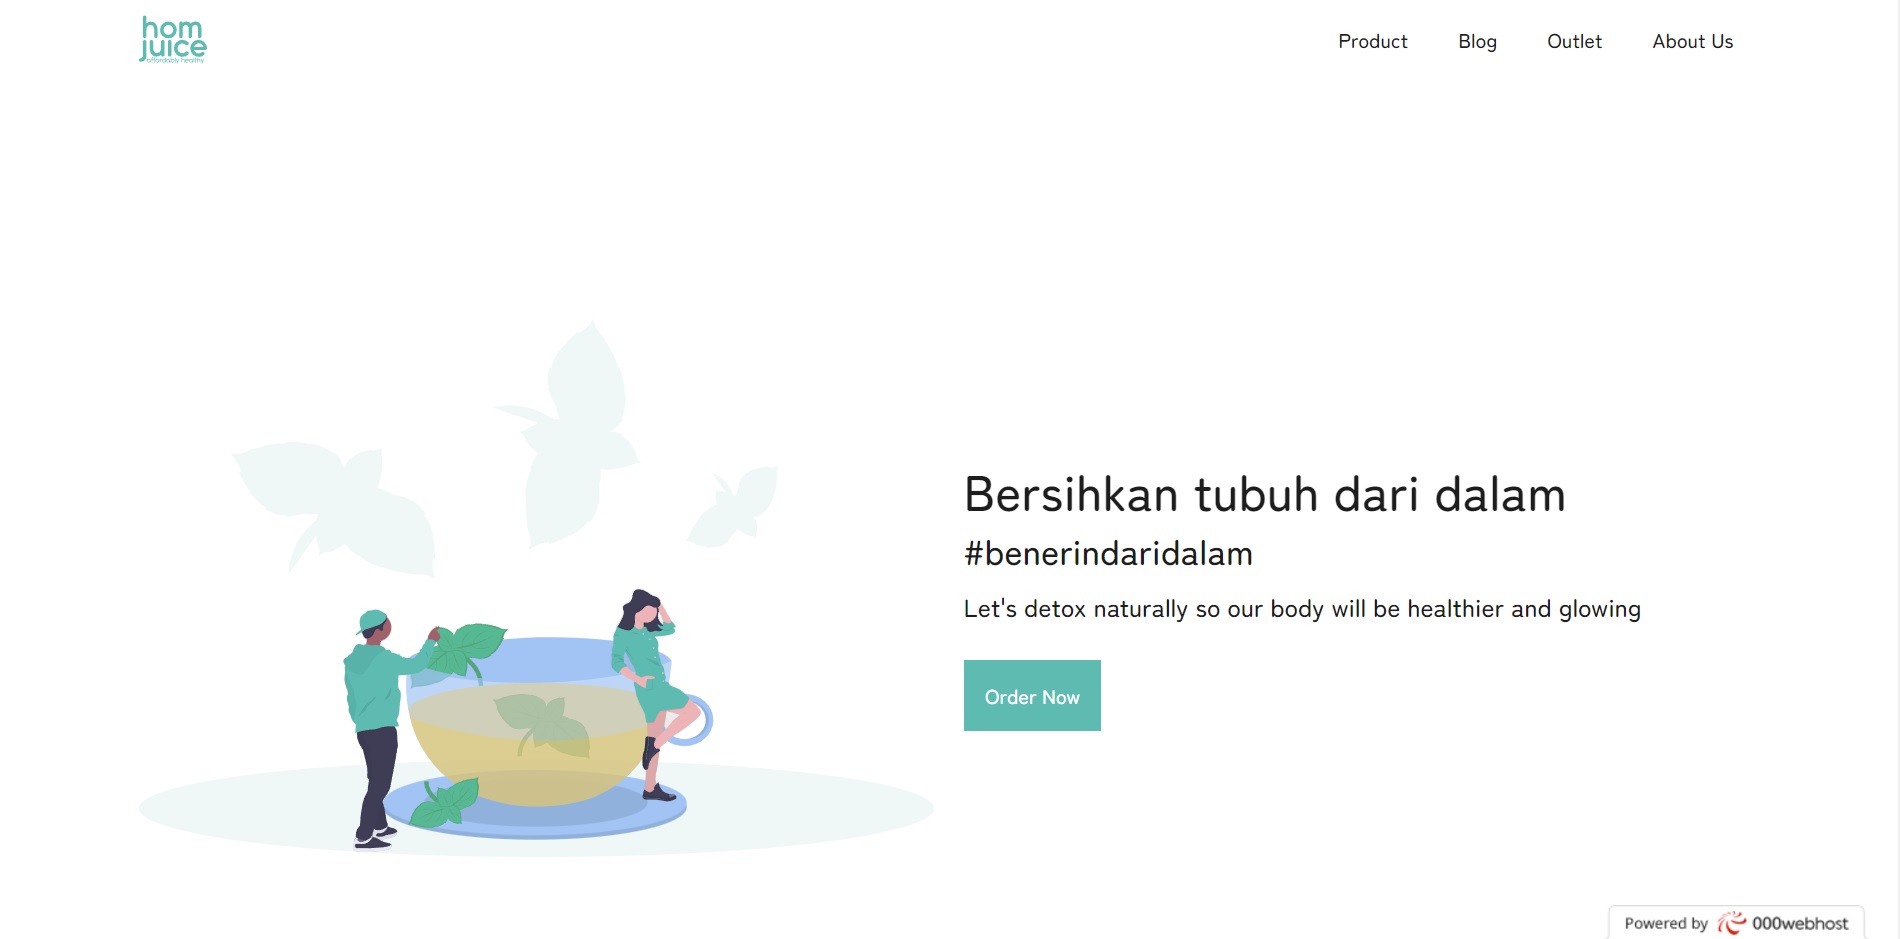 hom
juice
affordably healthy
Product
Blog
Outlet
About Us
Bersihkan tubuh dari dalam
#benerindaridalam
Let's detox naturally so our body will be healthier and glowing
Order Now
Powered by 000webhost